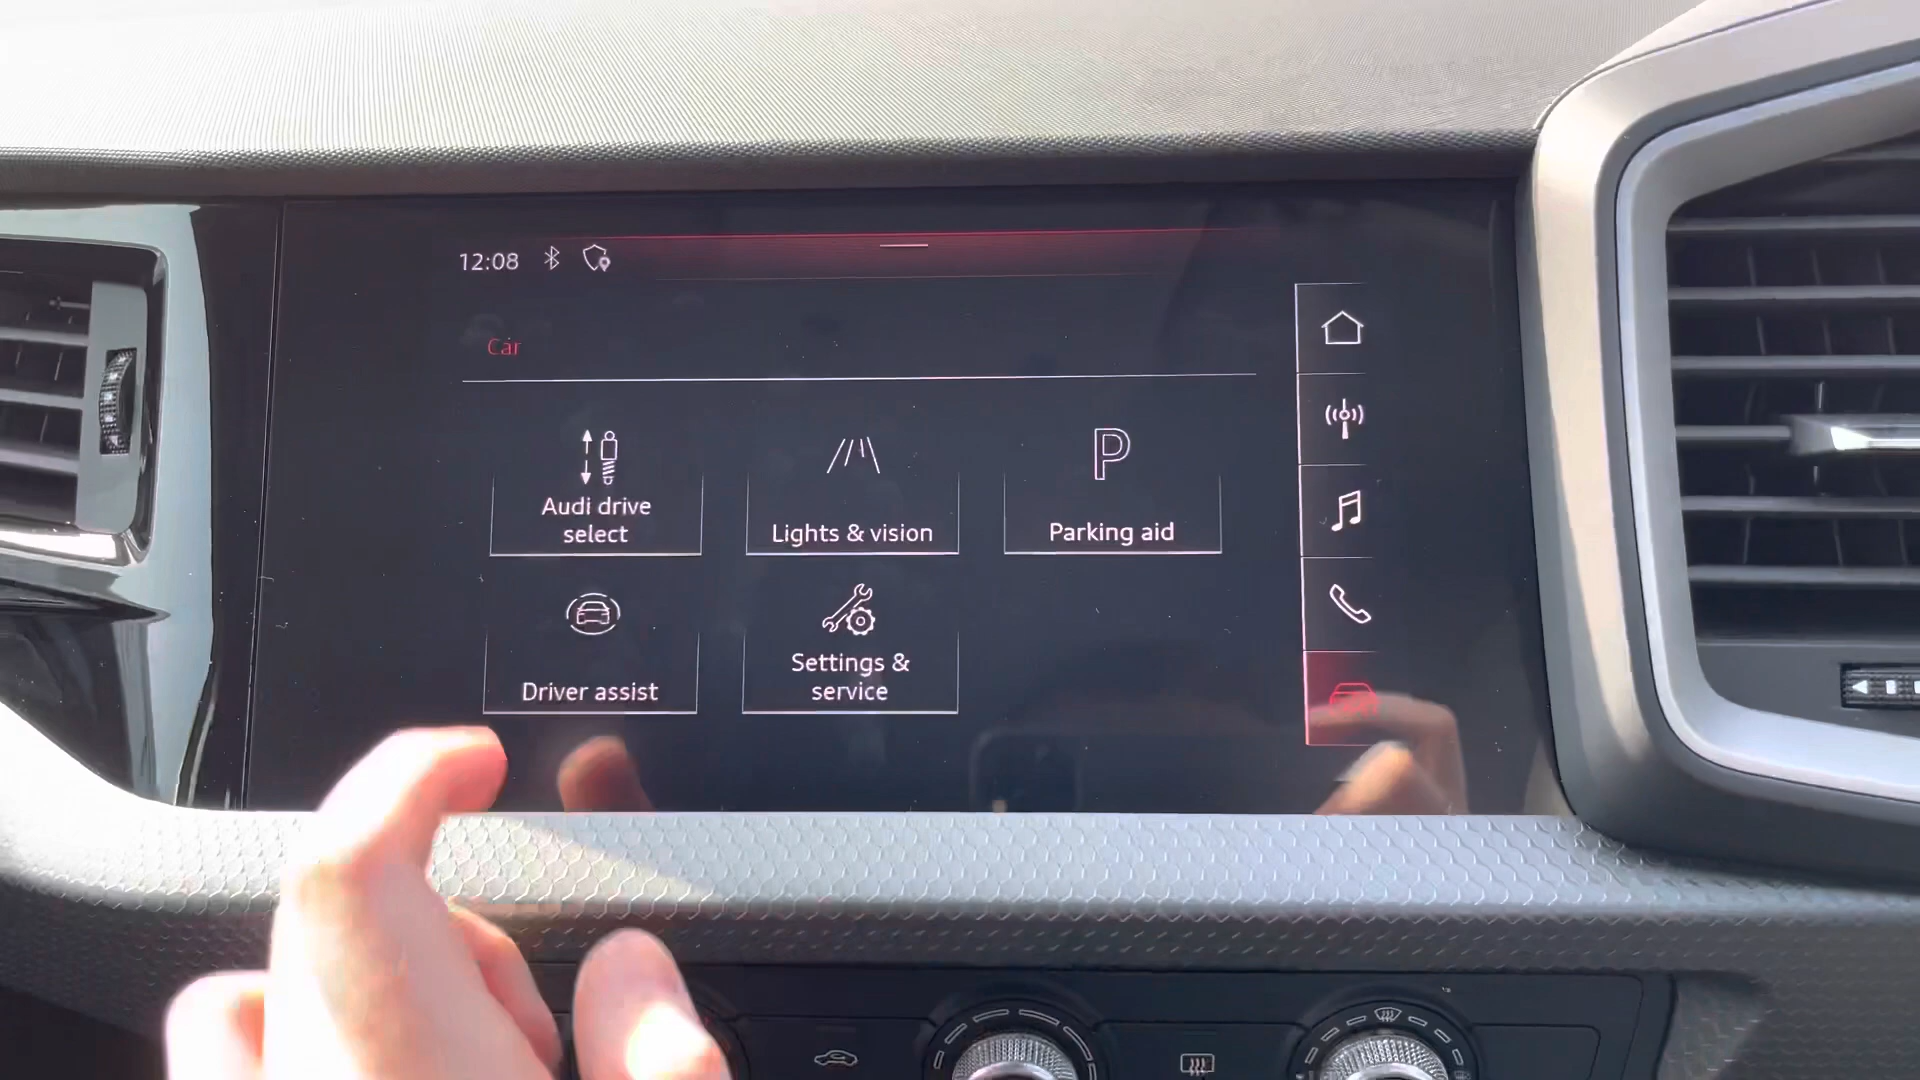 12:08
Car
Audi drive
select
Lights & vision
P
Parking aid
Driver assist
Settings &
service